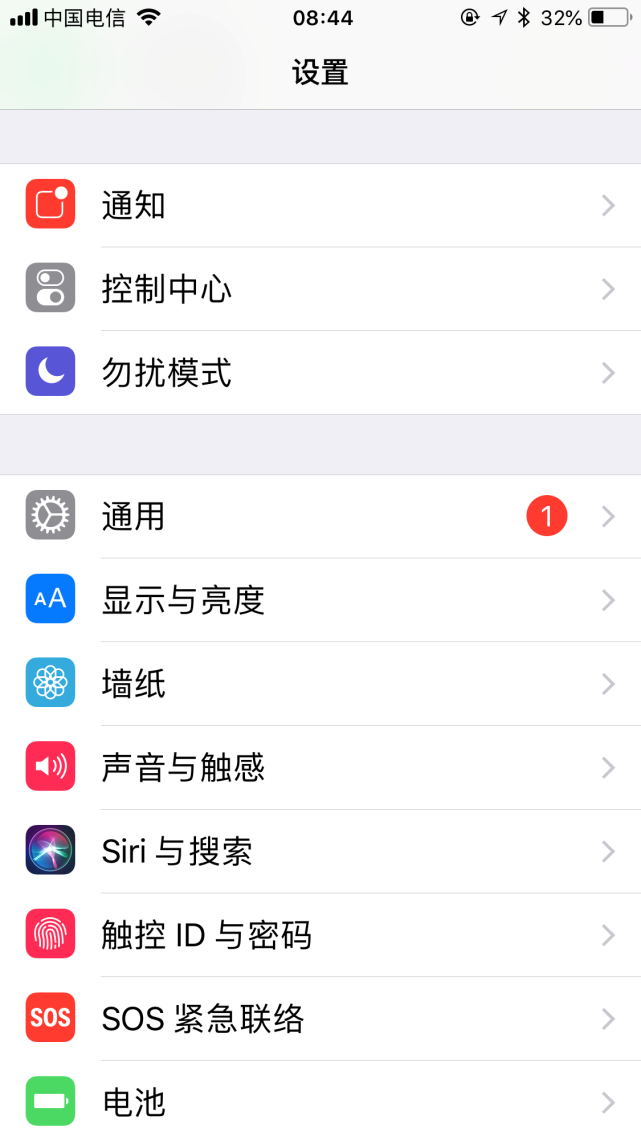 中国电信 08:44 32%
设置
通知
控制中心
勿扰模式
通用 1
AA 显示与亮度
墙纸
声音与触感
Siri 与搜索
触控 ID 与密码
SOS SOS 紧急联络
电池